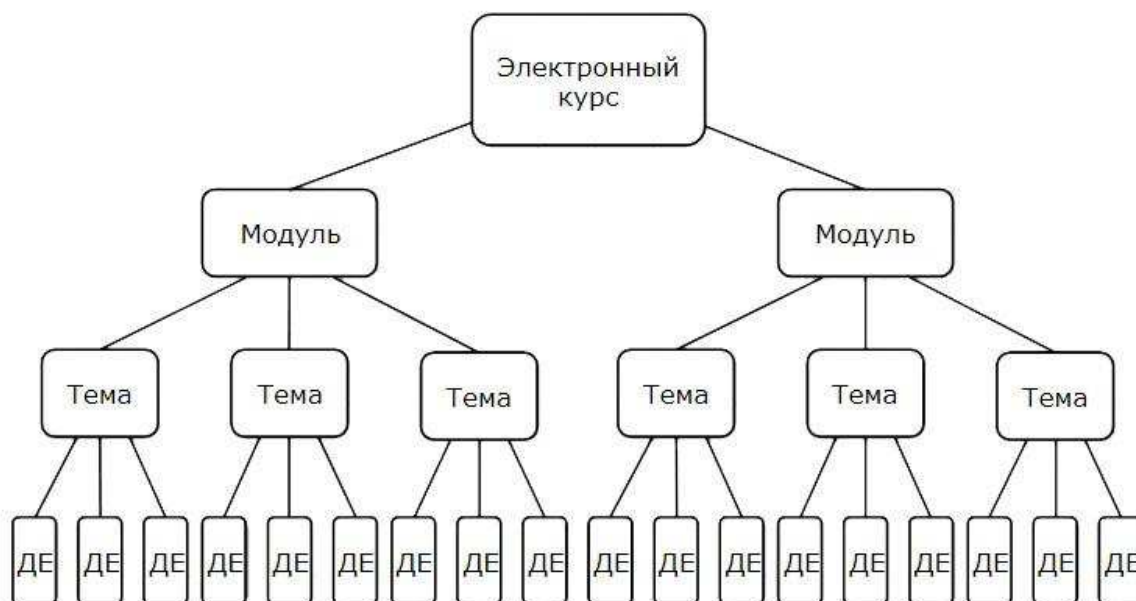 Электронный
курс
Модуль Модуль
Тема Тема Тема Тема Тема Тема
ДЕ ДЕ ДЕ ДЕ ДЕ ДЕ ДЕ ДЕ ДЕ ДЕ ДЕ ДЕ ДЕ ДЕ ДЕ ДЕ ДЕ ДЕ